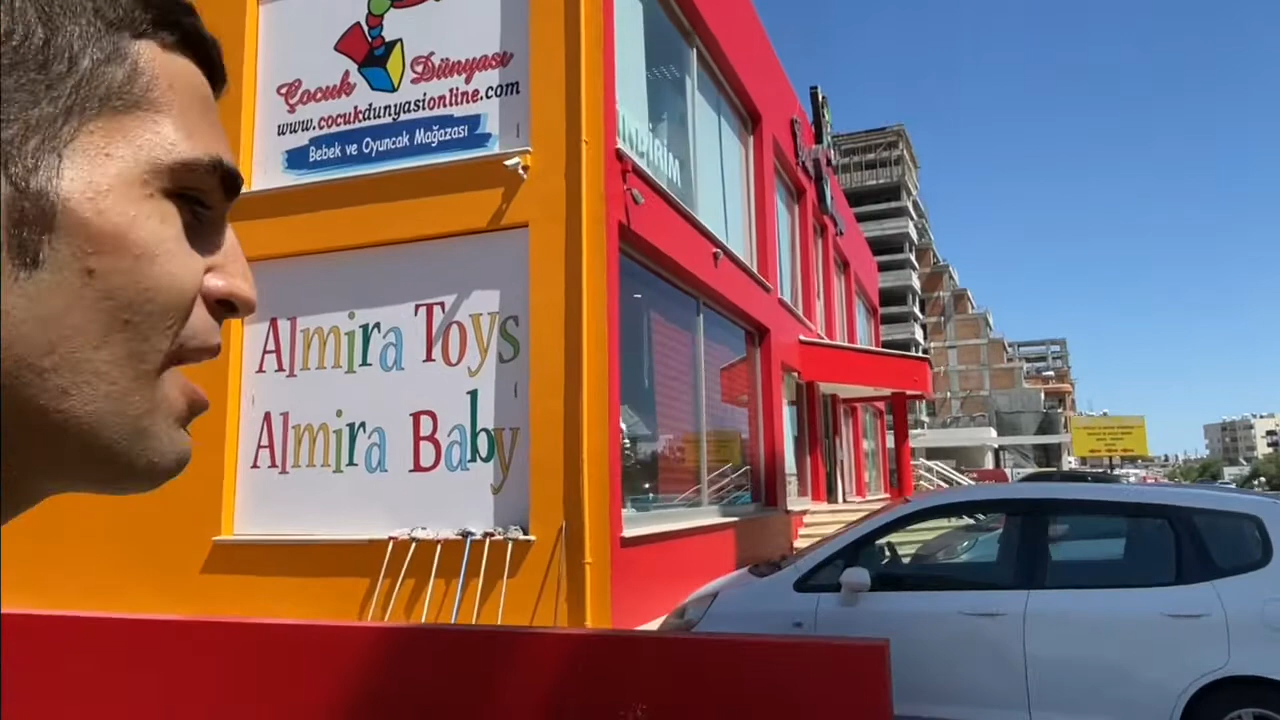 Çocuk Dünyası
www.cocukdunyasionline.com
Bebek ve Oyuncak Mağazası
Almira Toys
Almira Baby
İNDİRİM